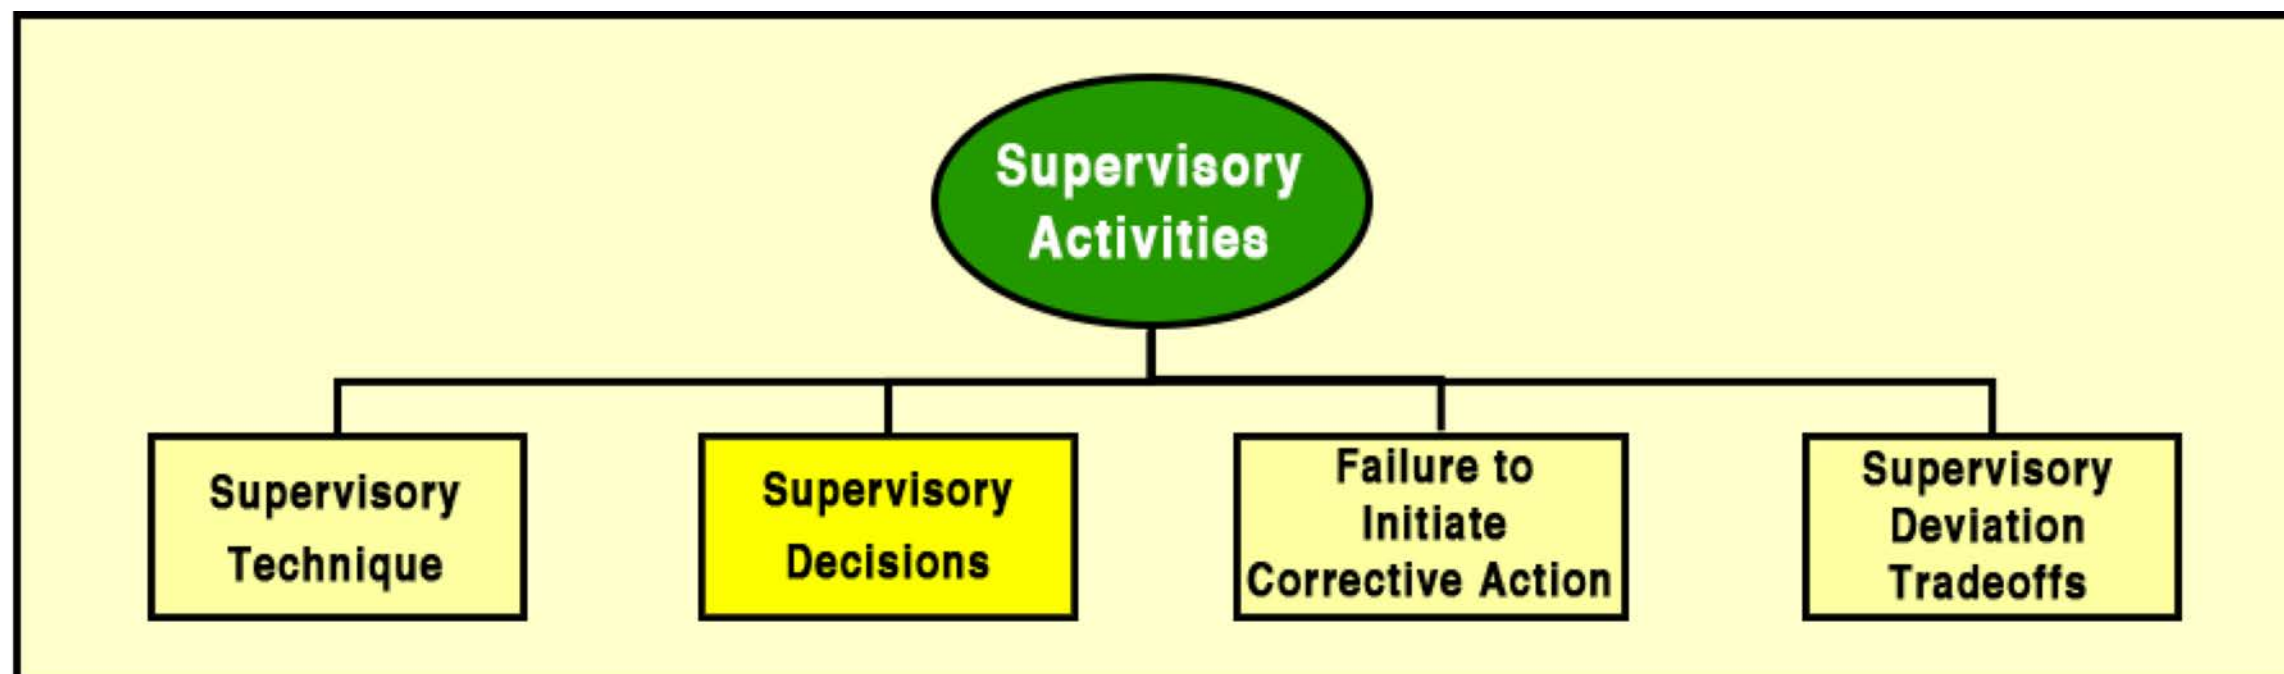 Supervisory
Activities
Supervisory
Technique
Supervisory
Decisions
Failure to
Initiate
Corrective Action
Supervisory
Deviation
Tradeoffs